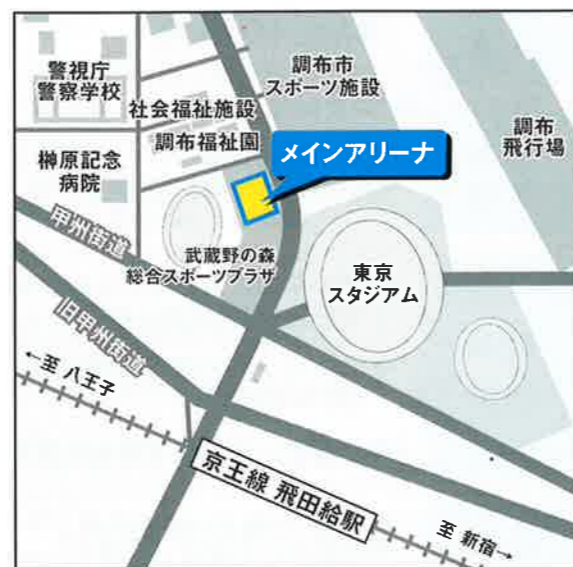 警視庁
警察学校
社会福祉施設
調布福祉園
調布市
スポーツ施設
調布
飛行場
榊原記念
病院
メインアリーナ
甲州街道
武蔵野の森
総合スポーツプラザ
東京
スタジアム
旧甲州街道
←至 八王子
京王線 飛田給駅
至 新宿→